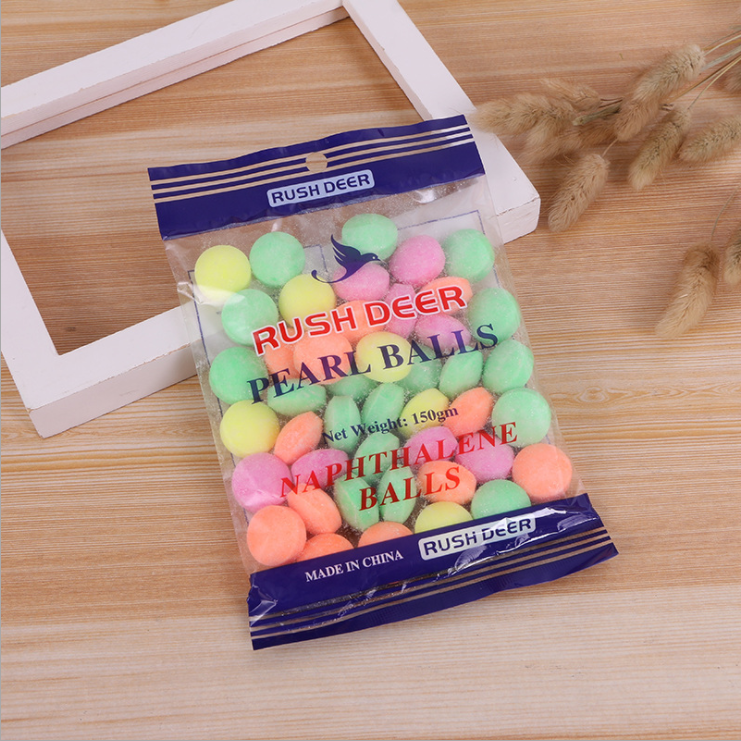 RUSH DEER
RUSH DEER
PEARL BALLS
Net Weight: 150gm
NAPHTHALENE
BALLS
MADE IN CHINA RUSH DEER